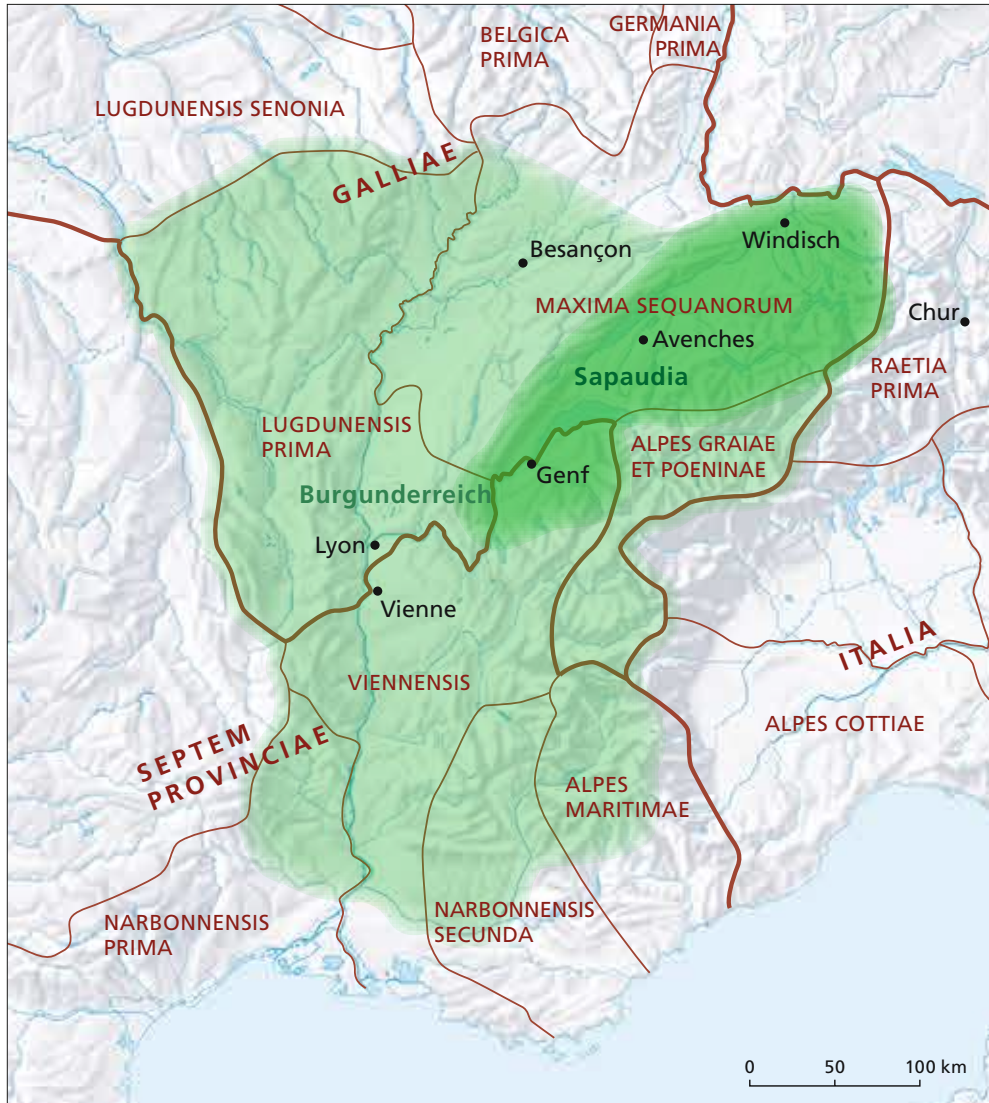 BELGICA
PRIMA
GERMANIA
PRIMA
LUGDUNENSIS SENONIA
GALLIAE
Besançon
Windisch
MAXIMA SEQUANORUM
Chur
Avenches
RAETIA
PRIMA
Sapaudia
LUGDUNENSIS
PRIMA
ALPES GRAIAE
ET POENINAE
Genf
Burgunderreich
Lyon
Vienne
ITALIA
VIENNENSIS
ALPES COTTIAE
SEPTEM
PROVINCIAE
ALPES
MARITIMAE
NARBONNENSIS
PRIMA
NARBONNENSIS
SECUNDA
0 50 100 km